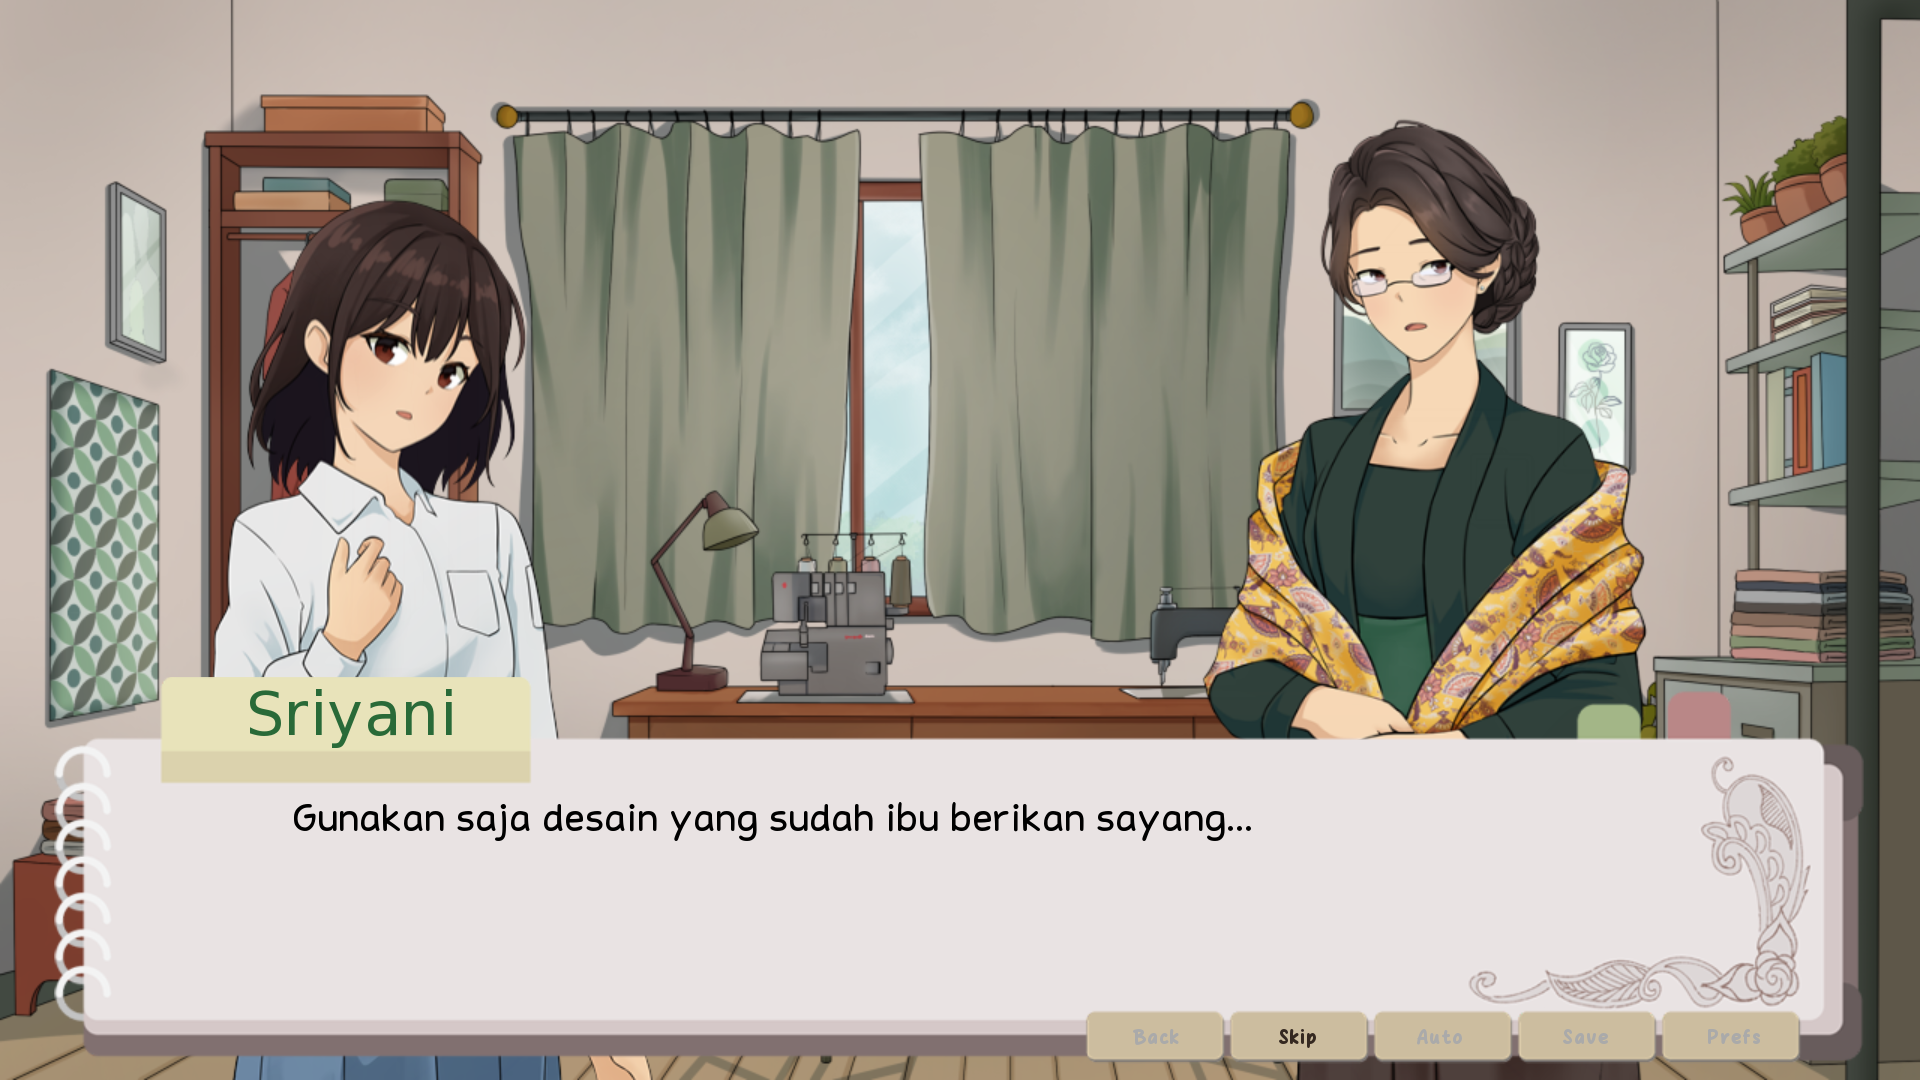 Sriyani
Gunakan saja desain yang sudah ibu berikan sayang...
Back
Skip
Auto
Save
Prefs